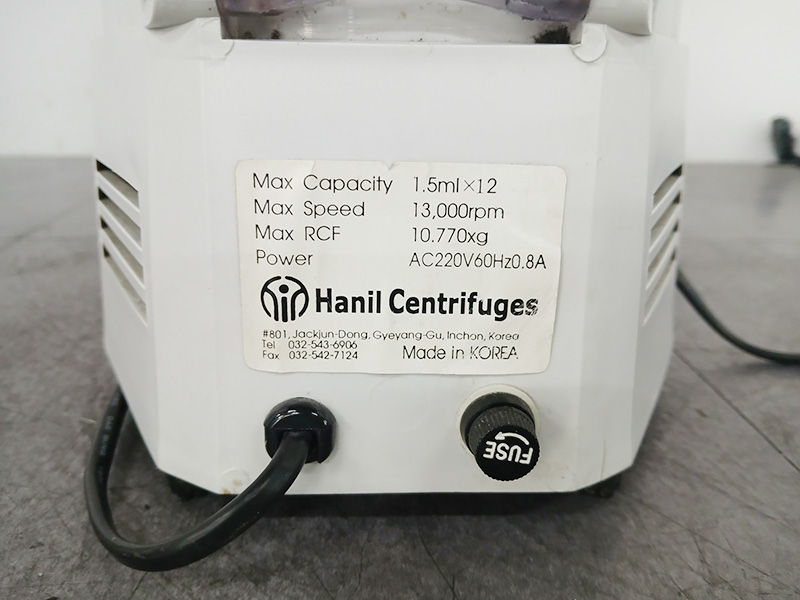 Max Capacity 1.5ml×12
Max Speed 13,000rpm
Max RCF 10.770xg
Power AC220V60Hz0.8A
Hanil Centrifuges
#801, Jackjun-Dong, Gyeyang-Gu, Inchon, Korea
Tel 032-543-6906
Fax 032-542-7124
Made in KOREA
FUSE